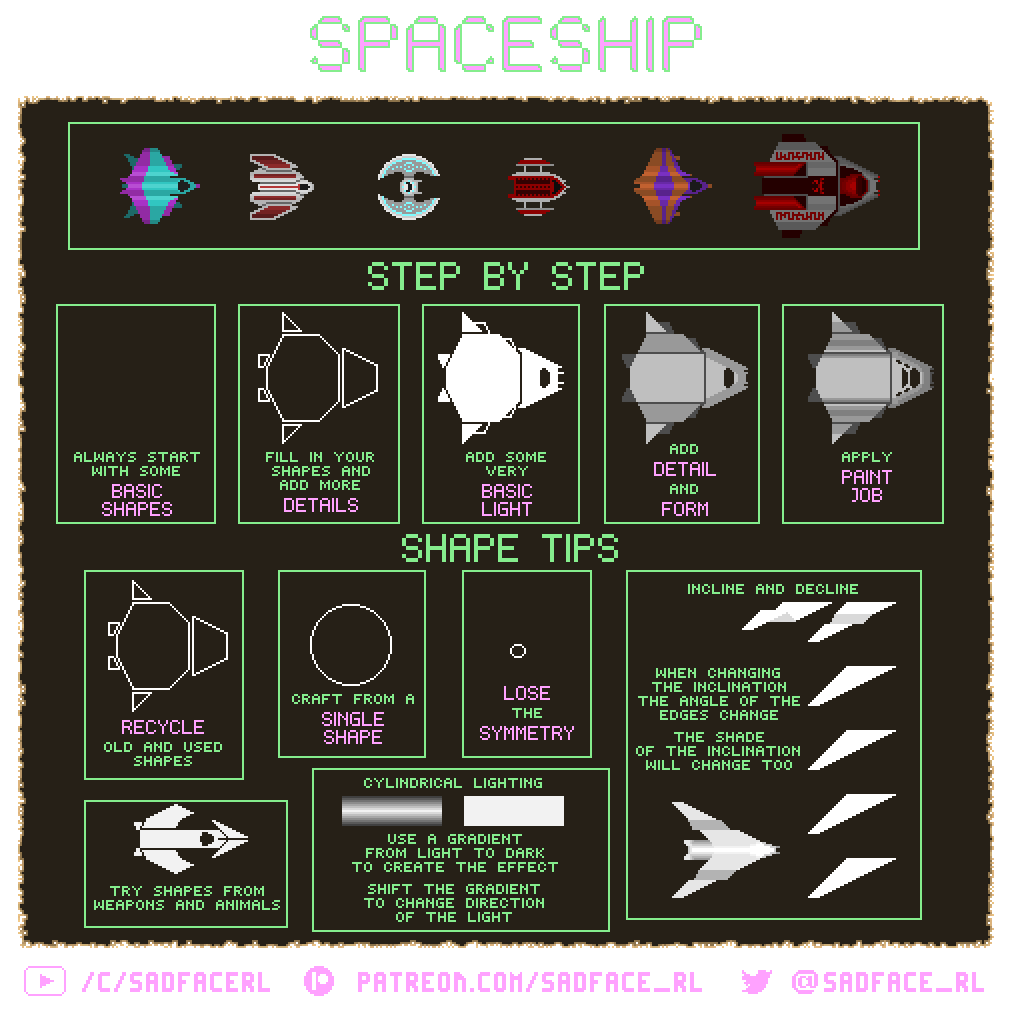 SPACESHIP
STEP BY STEP
ALWAYS START
WITH SOME
BASIC
SHAPES
FILL IN YOUR
SHAPES AND
ADD MORE
DETAILS
ADD SOME
VERY
BASIC
LIGHT
ADD
DETAIL
AND
FORM
APPLY
PAINT
JOB
SHAPE TIPS
RECYCLE
OLD AND USED
SHAPES
CRAFT FROM A
SINGLE
SHAPE
LOSE
THE
SYMMETRY
INCLINE AND DECLINE
WHEN CHANGING
THE INCLINATION
THE ANGLE OF THE
EDGES CHANGE
THE SHADE
OF THE INCLINATION
WILL CHANGE TOO
TRY SHAPES FROM
WEAPONS AND ANIMALS
CYLINDRICAL LIGHTING
USE A GRADIENT
FROM LIGHT TO DARK
TO CREATE THE EFFECT
SHIFT THE GRADIENT
TO CHANGE DIRECTION
OF THE LIGHT
/C/SADFACERL PATREON.COM/SADFACE_RL @SADFACE_RL